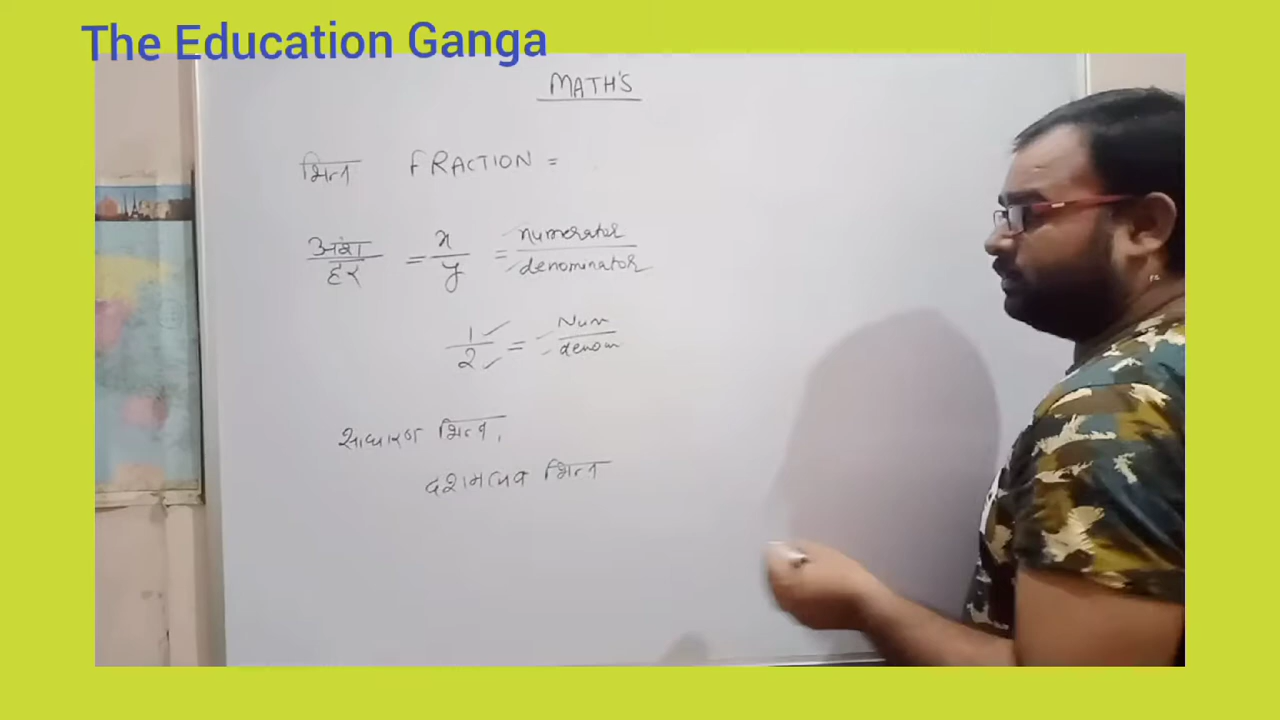 The Education Ganga
MATH'S
भिन्न FRACTION =
अंश/हर = x/y = numerator/denominator
1/2 = Num/denom
साधारण भिन्न,
दशमलव भिन्न